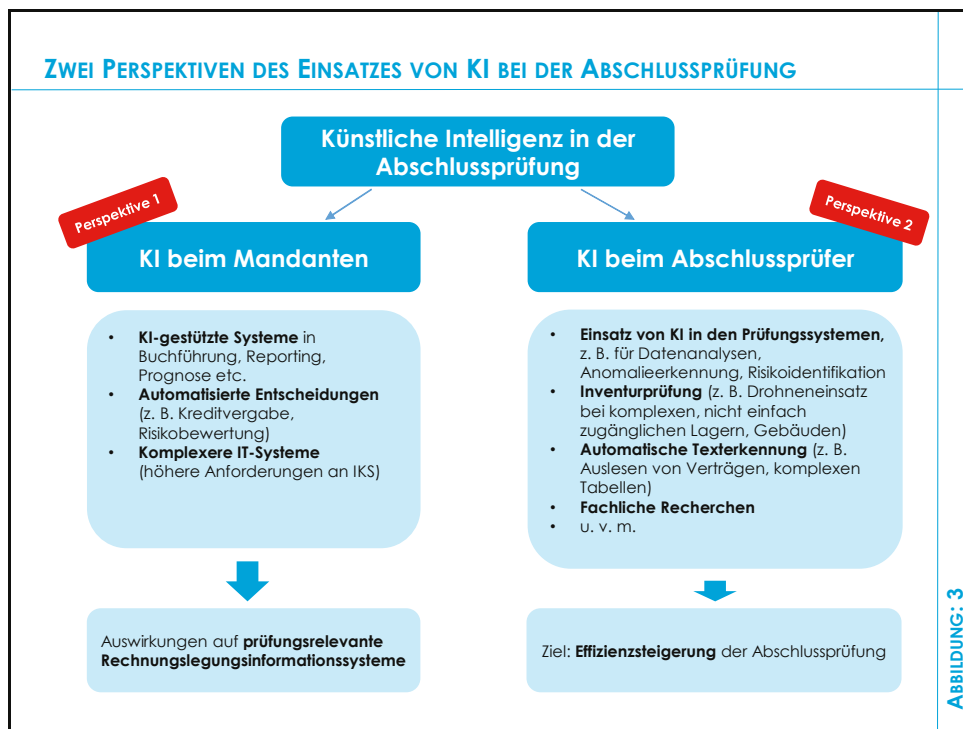 ZWEI PERSPEKTIVEN DES EINSATZES VON KI BEI DER ABSCHLUSSPRÜFUNG
Künstliche Intelligenz in der
Abschlussprüfung
Perspektive 1
KI beim Mandanten
• KI-gestützte Systeme in
Buchführung, Reporting,
Prognose etc.
• Automatisierte Entscheidungen
(z. B. Kreditvergabe,
Risikobewertung)
• Komplexere IT-Systeme
(höhere Anforderungen an IKS)
Auswirkungen auf prüfungsrelevante
Rechnungslegungsinformationssysteme
Perspektive 2
KI beim Abschlussprüfer
• Einsatz von KI in den Prüfungssystemen,
z. B. für Datenanalysen,
Anomalieerkennung, Risikoidentifikation
• Inventurprüfung (z. B. Drohneneinsatz
bei komplexen, nicht einfach
zugänglichen Lagern, Gebäuden)
• Automatische Texterkennung (z. B.
Auslesen von Verträgen, komplexen
Tabellen)
• Fachliche Recherchen
• u. v. m.
Ziel: Effizienzsteigerung der Abschlussprüfung
ABBILDUNG: 3